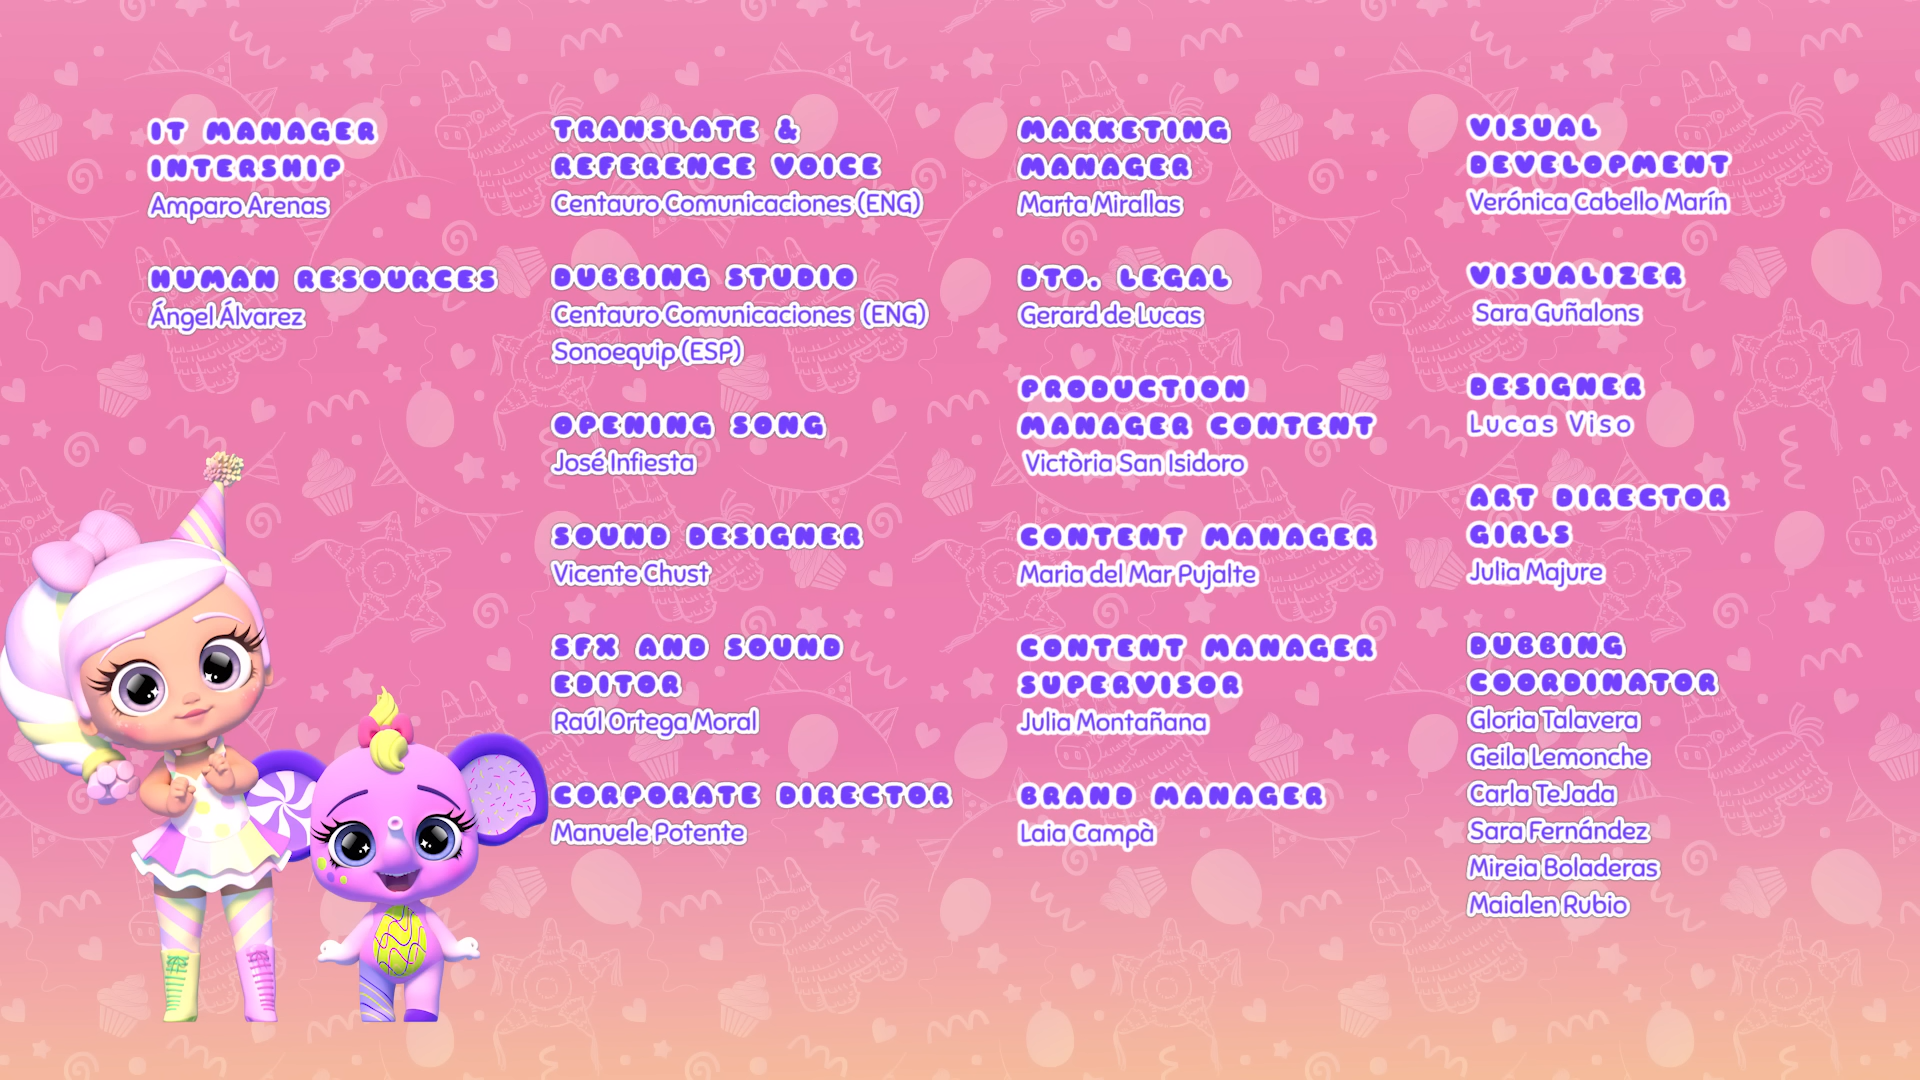 IT MANAGER
INTERSHIP
Amparo Arenas
HUMAN RESOURCES
Ángel Álvarez
TRANSLATE &
REFERENCE VOICE
Centauro Comunicaciones (ENG)
DUBBING STUDIO
Centauro Comunicaciones (ENG)
Sonoequip (ESP)
OPENING SONG
José Infiesta
SOUND DESIGNER
Vicente Chust
SFX AND SOUND
EDITOR
Raúl Ortega Moral
CORPORATE DIRECTOR
Manuele Potente
MARKETING
MANAGER
Marta Mirallas
DTO. LEGAL
Gerard de Lucas
PRODUCTION
MANAGER CONTENT
Victòria San Isidoro
CONTENT MANAGER
Maria del Mar Pujalte
CONTENT MANAGER
SUPERVISOR
Julia Montañana
BRAND MANAGER
Laia Campà
VISUAL
DEVELOPMENT
Verónica Cabello Marín
VISUALIZER
Sara Guñalons
DESIGNER
Lucas Viso
ART DIRECTOR
GIRLS
Julia Majure
DUBBING
COORDINATOR
Gloria Talavera
Geila Lemonche
Carla TeJada
Sara Fernández
Mireia Boladeras
Maialen Rubio